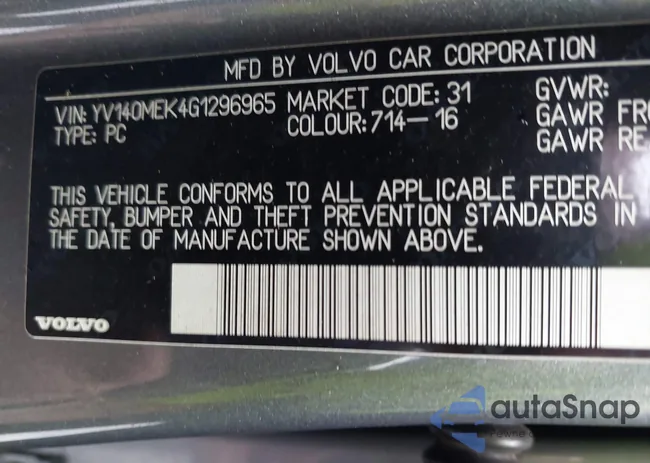 MFD BY VOLVO CAR CORPORATION
VIN: YV140MEK4G1296965 MARKET CODE: 31 GVWR:
TYPE: PC COLOUR: 714-16 GAWR FR
GAWR RE
THIS VEHICLE CONFORMS TO ALL APPLICABLE FEDERAL
SAFETY, BUMPER AND THEFT PREVENTION STANDARDS IN
THE DATE OF MANUFACTURE SHOWN ABOVE.
VOLVO
autaSnap